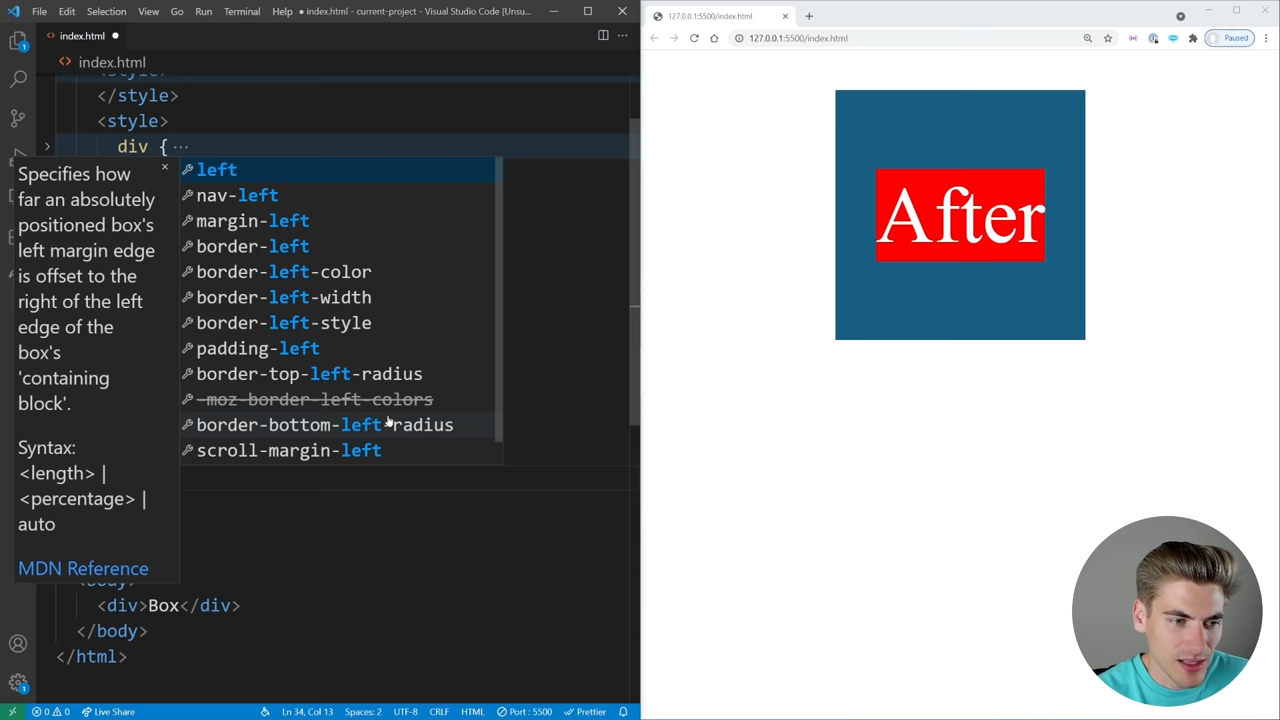 File Edit Selection View Go Run Terminal Help ● index.html - current-project - Visual Studio Code [Unsu...
index.html
index.html
<style>
</style>
<style>
div {···
Specifies how
far an absolutely
positioned box's
left margin edge
is offset to the
right of the left
edge of the
box's
'containing
block'.
Syntax:
<length> |
<percentage> |
auto
MDN Reference
left
nav-left
margin-left
border-left
border-left-color
border-left-width
border-left-style
padding-left
border-top-left-radius
-moz-border-left-colors
border-bottom-left-radius
scroll-margin-left
<body>
<div>Box</div>
</body>
</html>
0 0 Live Share Ln 34, Col 13 Spaces: 2 UTF-8 CRLF HTML Port : 5500 Prettier
127.0.0.1:5500/index.html
127.0.0.1:5500/index.html
Paused
After